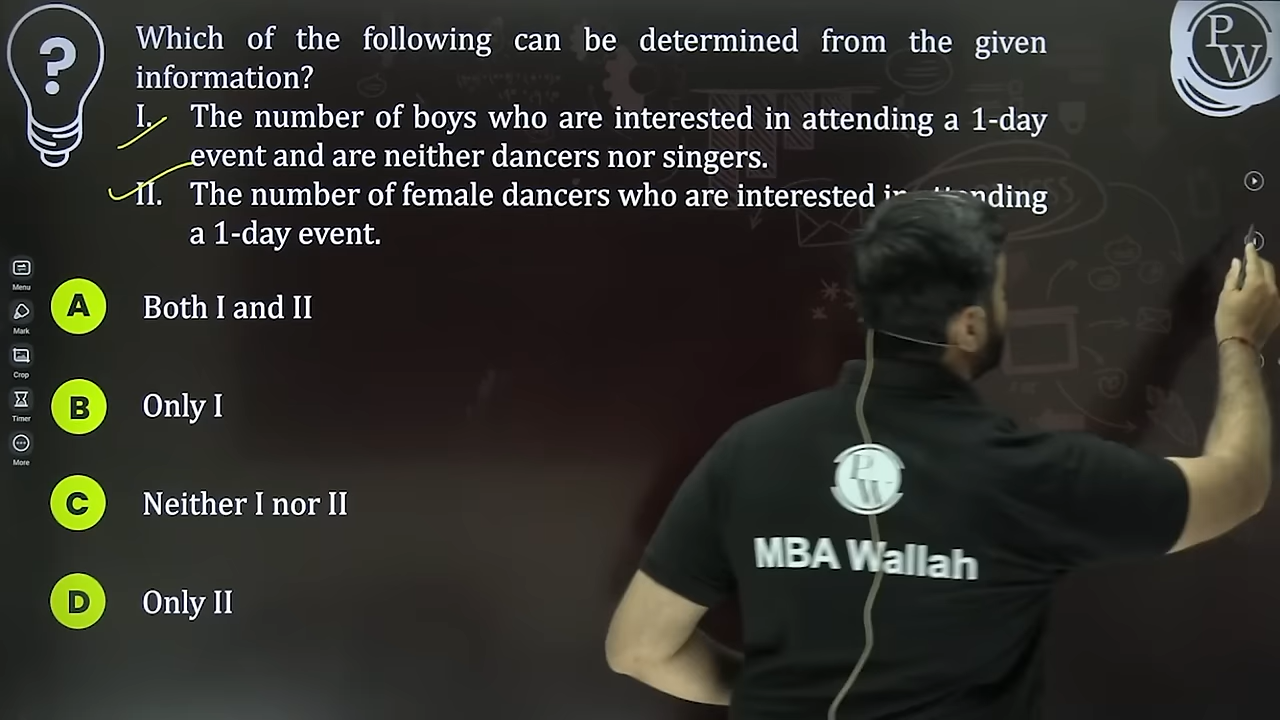 Which of the following can be determined from the given
information?
I. The number of boys who are interested in attending a 1-day
event and are neither dancers nor singers.
II. The number of female dancers who are interested in attending
a 1-day event.
A Both I and II
B Only I
C Neither I nor II
D Only II
Menu
Mark
Crop
Timer
More
PW
PW
MBA Wallah